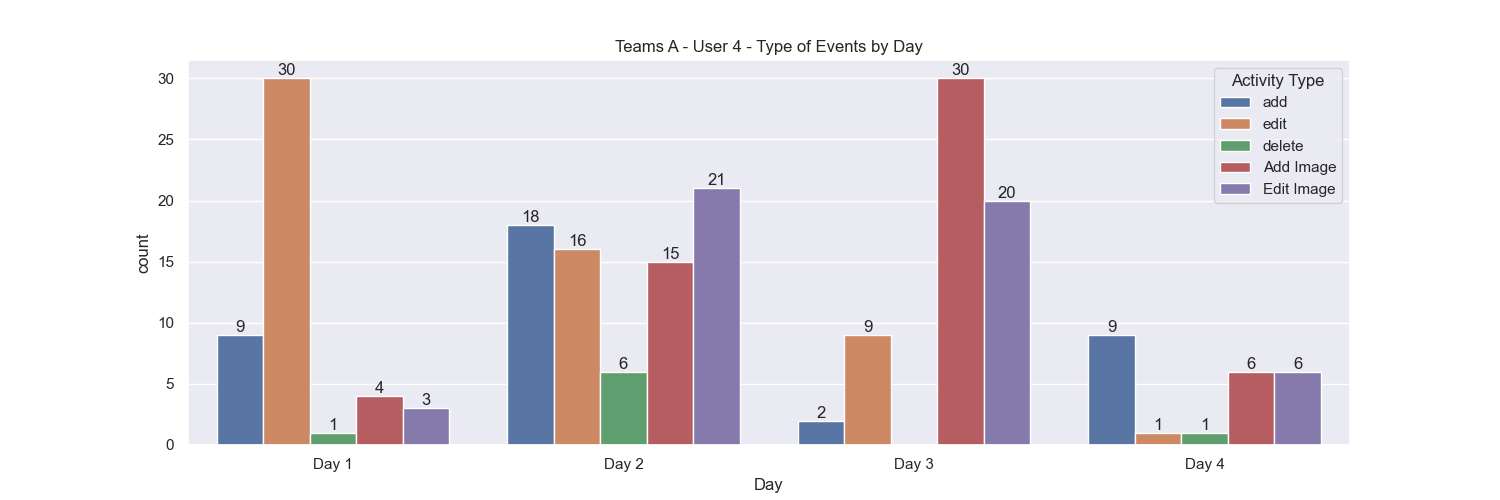 Teams A - User 4 - Type of Events by Day
count
30
25
20
15
10
5
0
9
30
1
4
3
18
16
6
15
21
2
9
30
20
9
1
1
6
6
Activity Type
add
edit
delete
Add Image
Edit Image
Day 1
Day 2
Day 3
Day 4
Day